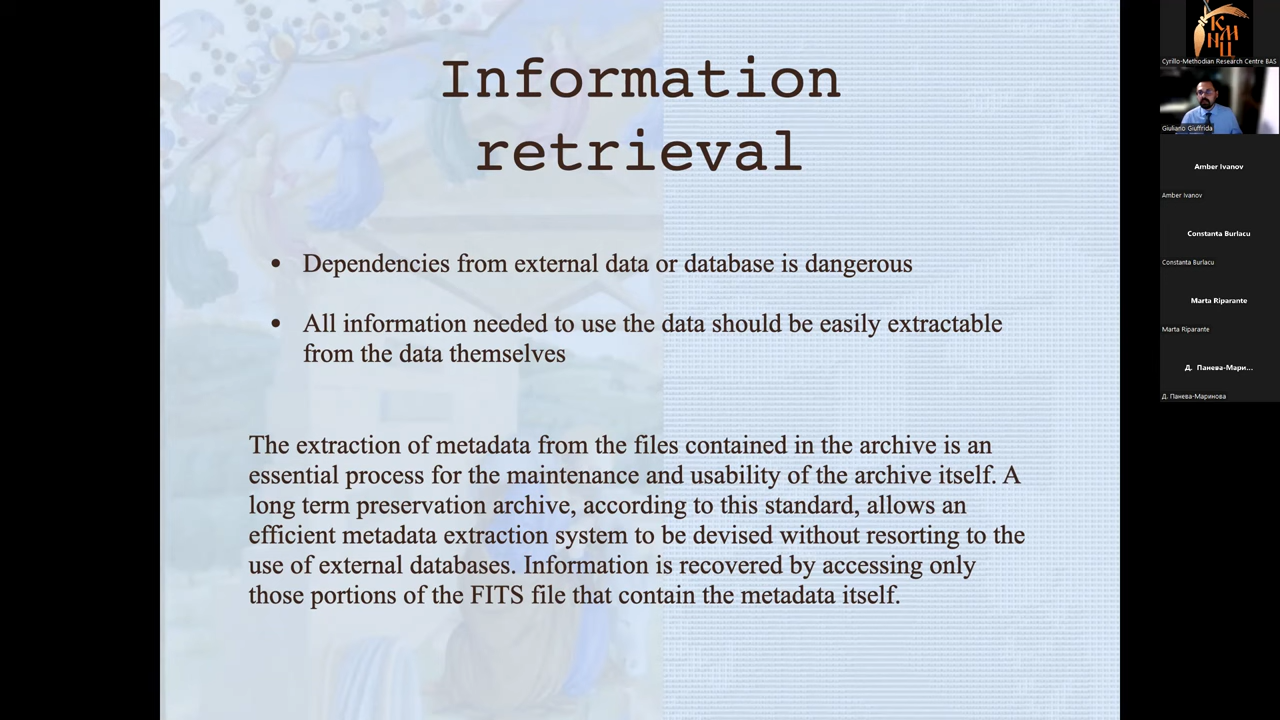 Information
retrieval
• Dependencies from external data or database is dangerous
• All information needed to use the data should be easily extractable
from the data themselves
The extraction of metadata from the files contained in the archive is an
essential process for the maintenance and usability of the archive itself. A
long term preservation archive, according to this standard, allows an
efficient metadata extraction system to be devised without resorting to the
use of external databases. Information is recovered by accessing only
those portions of the FITS file that contain the metadata itself.
Cyrillo-Methodian Research Centre BAS
Giuliano Giuffrida
Amber Ivanov
Amber Ivanov
Constanta Burlacu
Constanta Burlacu
Marta Riparante
Marta Riparante
Д. Панева-Мари...
Д. Панева-Маринова